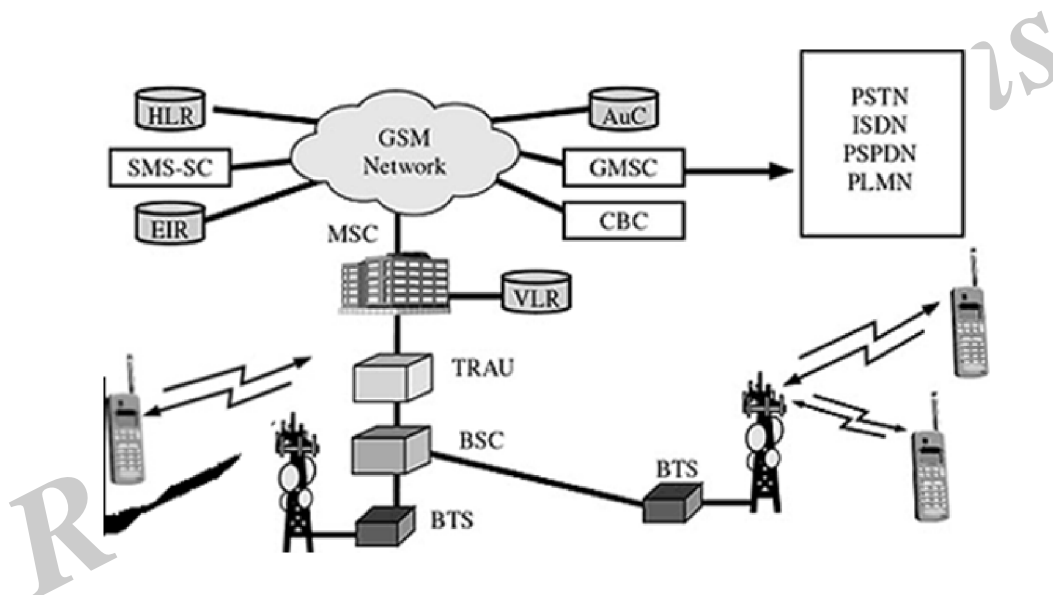 HLR
SMS-SC
EIR
GSM
Network
AuC
GMSC
CBC
PSTN
ISDN
PSPDN
PLMN
MSC
VLR
TRAU
BSC
BTS
BTS